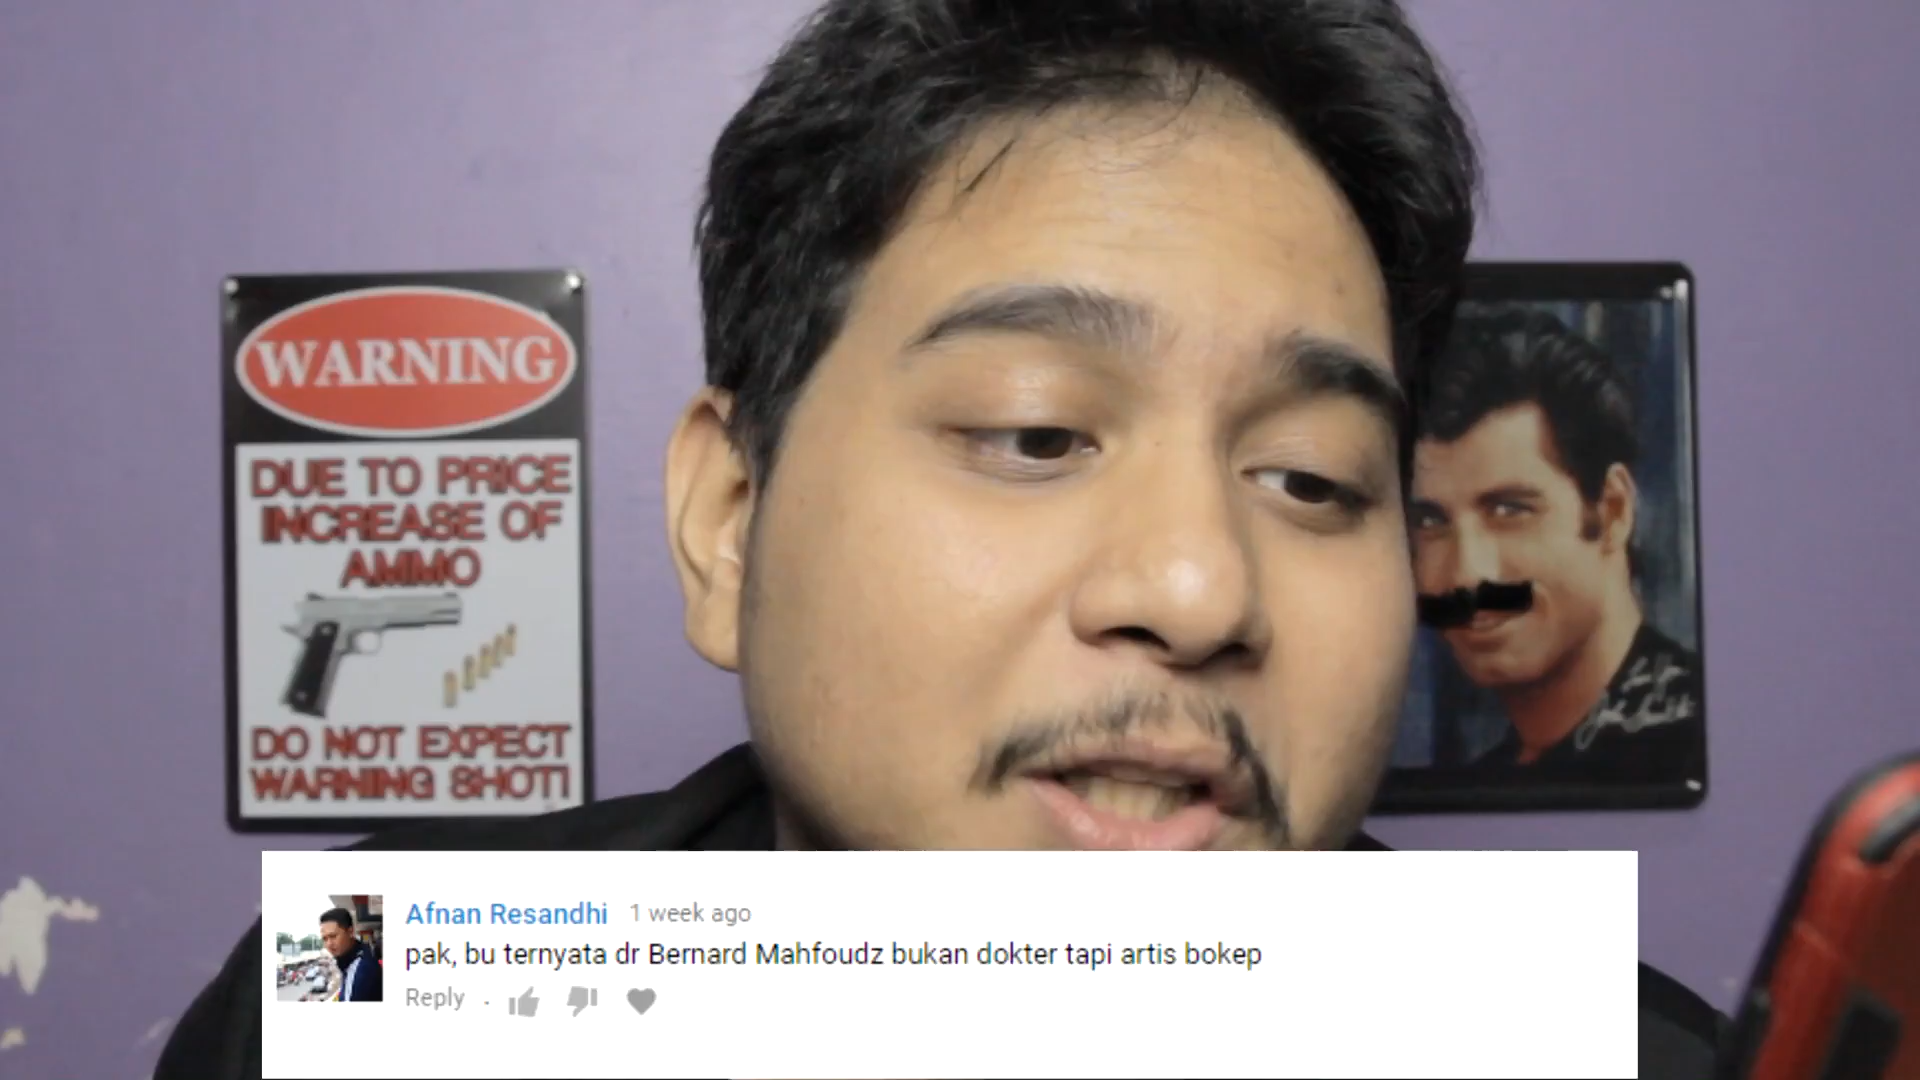 WARNING
DUE TO PRICE
INCREASE OF
AMMO
DO NOT EXPECT
WARNING SHOT!
Afnan Resandhi 1 week ago
pak, bu ternyata dr Bernard Mahfoudz bukan dokter tapi artis bokep
Reply